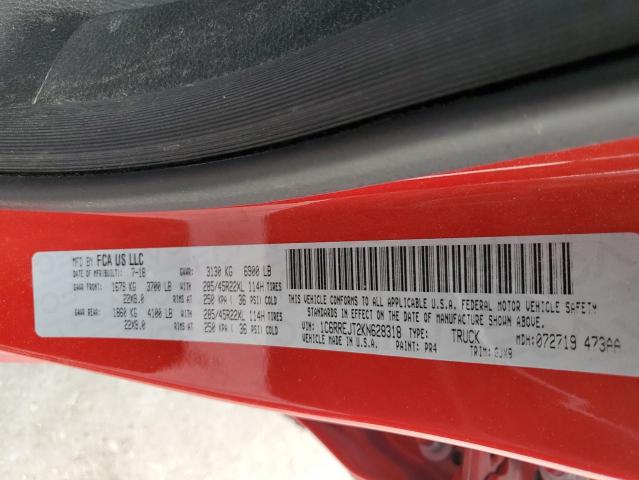 MFD BY FCA US LLC
DATE OF MFR(BUILT): 7-18 GVWR: 3130 KG 6900 LB
GAWR FRONT: 1679 KG 3700 LB 285/45R22XL 114H TIRES
22X9.0 RIMS AT 250 KPA ( 36 PSI) COLD
GAWR REAR: 1860 KG 4100 LB 285/45R22XL 114H TIRES
22X9.0 RIMS AT 250 KPA ( 36 PSI) COLD
THIS VEHICLE CONFORMS TO ALL APPLICABLE U.S.A. FEDERAL MOTOR VEHICLE SAFETY
STANDARDS IN EFFECT ON THE DATE OF MANUFACTURE SHOWN ABOVE.
VIN: 1C6RREJT2KN628318 TYPE: TRUCK MDH: 072719 473AA
VEHICLE MADE IN U.S.A. PAINT: PR4 TRIM: